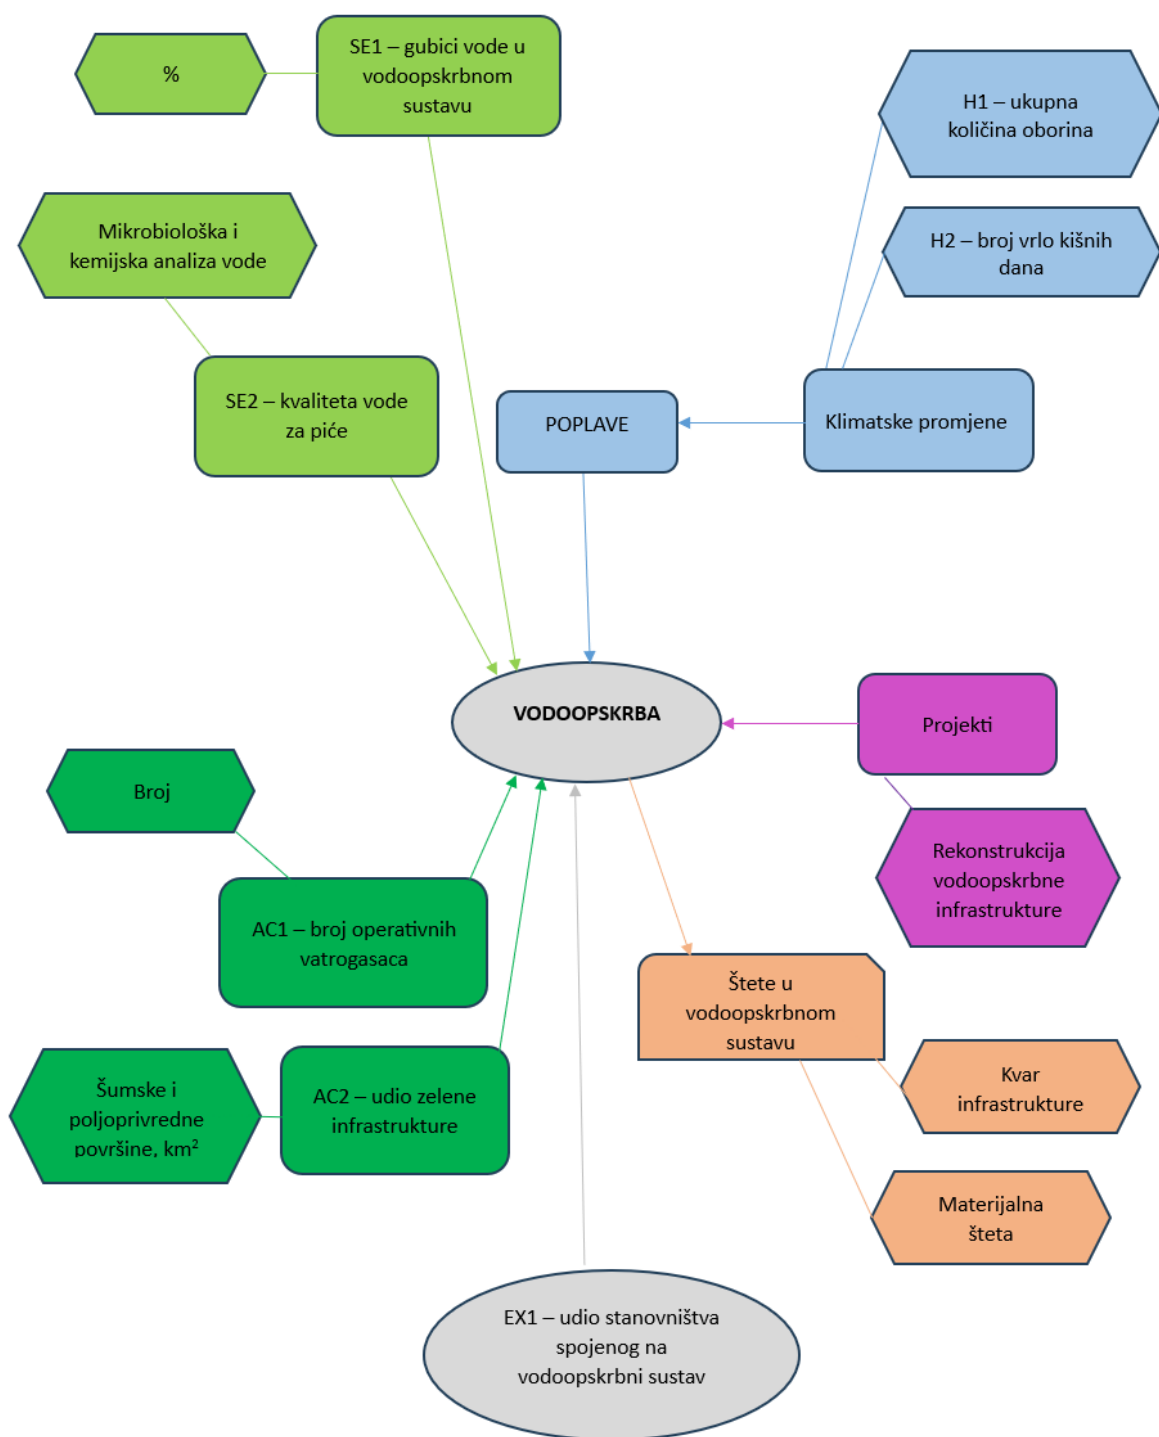 SE1 – gubici vode u
vodoopskrbnom
sustavu
%
H1 – ukupna
količina oborina
Mikrobiološka i
kemijska analiza vode
H2 – broj vrlo kišnih
dana
SE2 – kvaliteta vode
za piće
POPLAVE
Klimatske promjene
VODOOPSKRBA
Projekti
Broj
Rekonstrukcija
vodoopskrbne
infrastrukture
AC1 – broj operativnih
vatrogasaca
Štete u
vodoopskrbnom
sustavu
Šumske i
poljoprivredne
površine, km²
AC2 – udio zelene
infrastrukture
Kvar
infrastrukture
Materijalna
šteta
EX1 – udio stanovništva
spojenog na
vodoopskrbni sustav